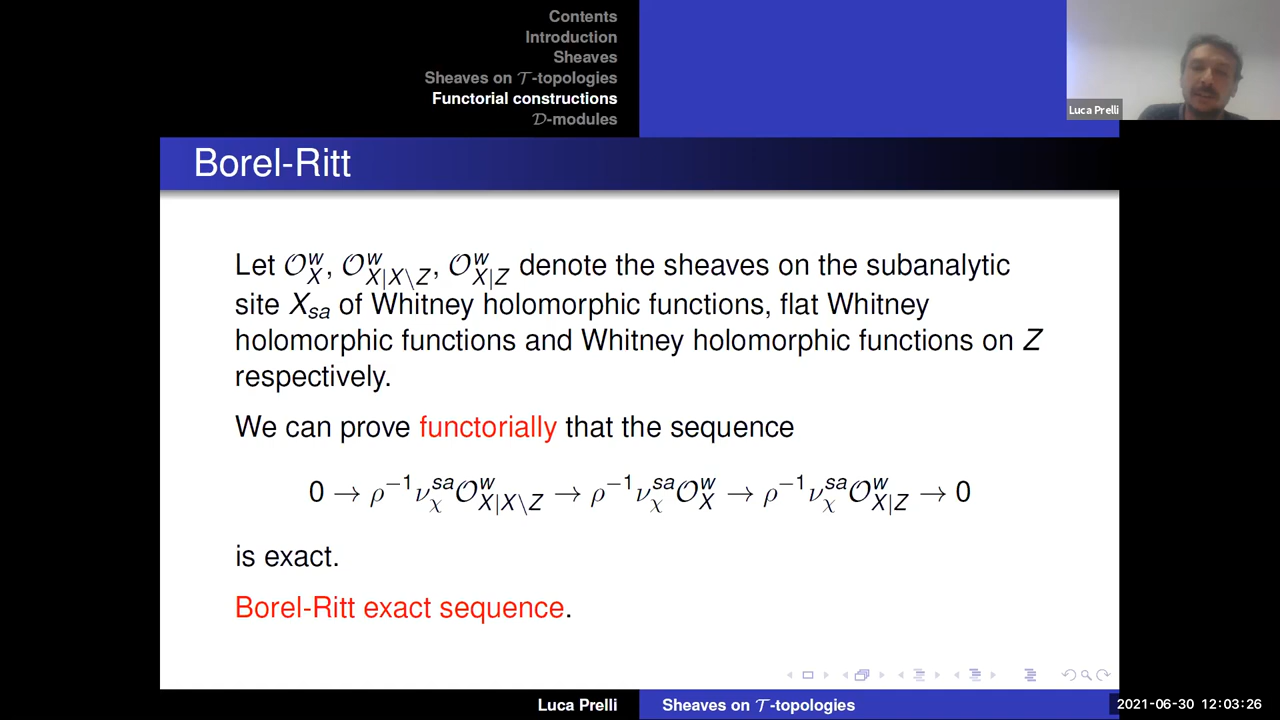 Contents
Introduction
Sheaves
Sheaves on 𝒯-topologies
Functorial constructions
𝒟-modules
Luca Prelli
Borel-Ritt
Let 𝒪^w_X, 𝒪^w_{X|X\Z}, 𝒪^w_{X|Z} denote the sheaves on the subanalytic
site X_{sa} of Whitney holomorphic functions, flat Whitney
holomorphic functions and Whitney holomorphic functions on Z
respectively.
We can prove functorially that the sequence
0 → ρ^{−1}ν^{sa}_χ 𝒪^w_{X|X\Z} → ρ^{−1}ν^{sa}_χ 𝒪^w_X → ρ^{−1}ν^{sa}_χ 𝒪^w_{X|Z} → 0
is exact.
Borel-Ritt exact sequence.
Luca Prelli
Sheaves on 𝒯-topologies
2021-06-30 12:03:26